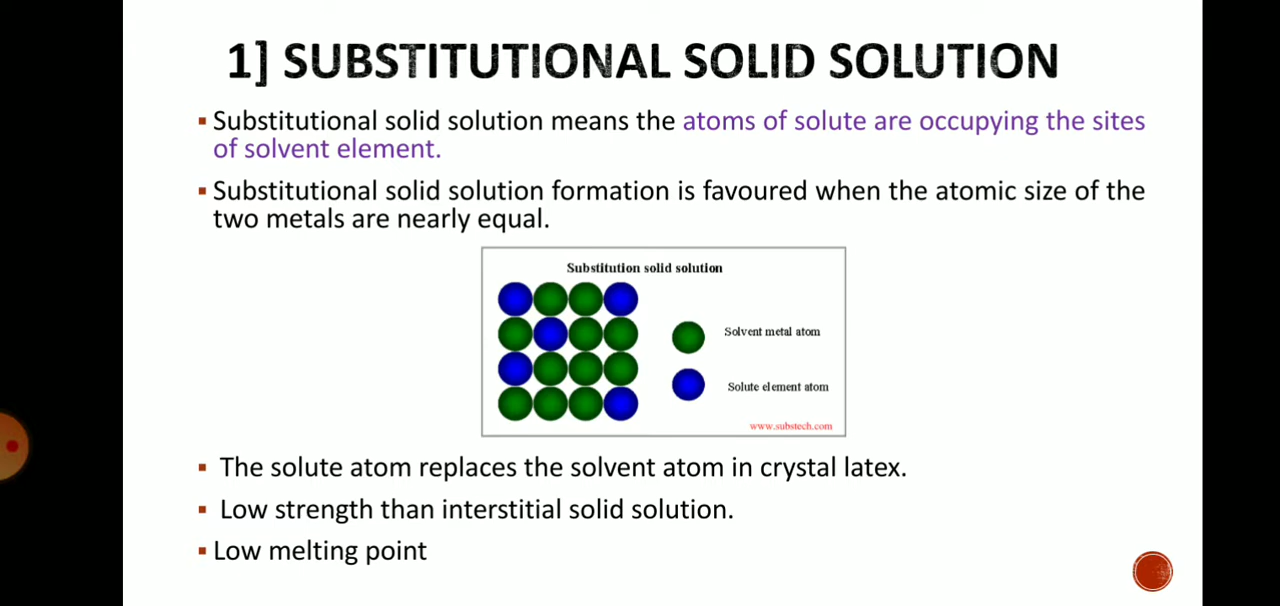 1] SUBSTITUTIONAL SOLID SOLUTION
Substitutional solid solution means the atoms of solute are occupying the sites
of solvent element.
Substitutional solid solution formation is favoured when the atomic size of the
two metals are nearly equal.
Substitution solid solution
Solvent metal atom
Solute element atom
www.substech.com
The solute atom replaces the solvent atom in crystal latex.
Low strength than interstitial solid solution.
Low melting point